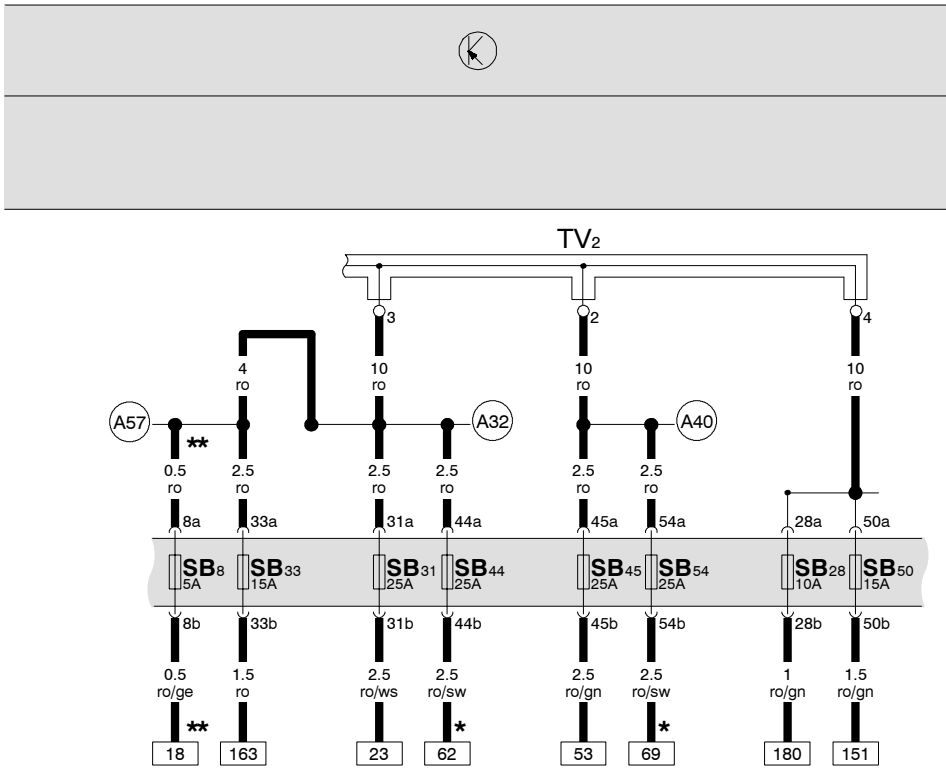 TV2
3 2 4
4 10 10 10
ro ro ro ro
A57 ** A32 A40
0.5 2.5 2.5 2.5 2.5 2.5
ro ro ro ro ro ro
8a 33a 31a 44a 45a 54a 28a 50a
SB8 SB33 SB31 SB44 SB45 SB54 SB28 SB50
5A 15A 25A 25A 25A 25A 10A 15A
8b 33b 31b 44b 45b 54b 28b 50b
0.5 1.5 2.5 2.5 2.5 2.5 1 1.5
ro/ge ro ro/ws ro/sw ro/gn ro/sw ro/gn ro/gn
** * *
18 163 23 62 53 69 180 151